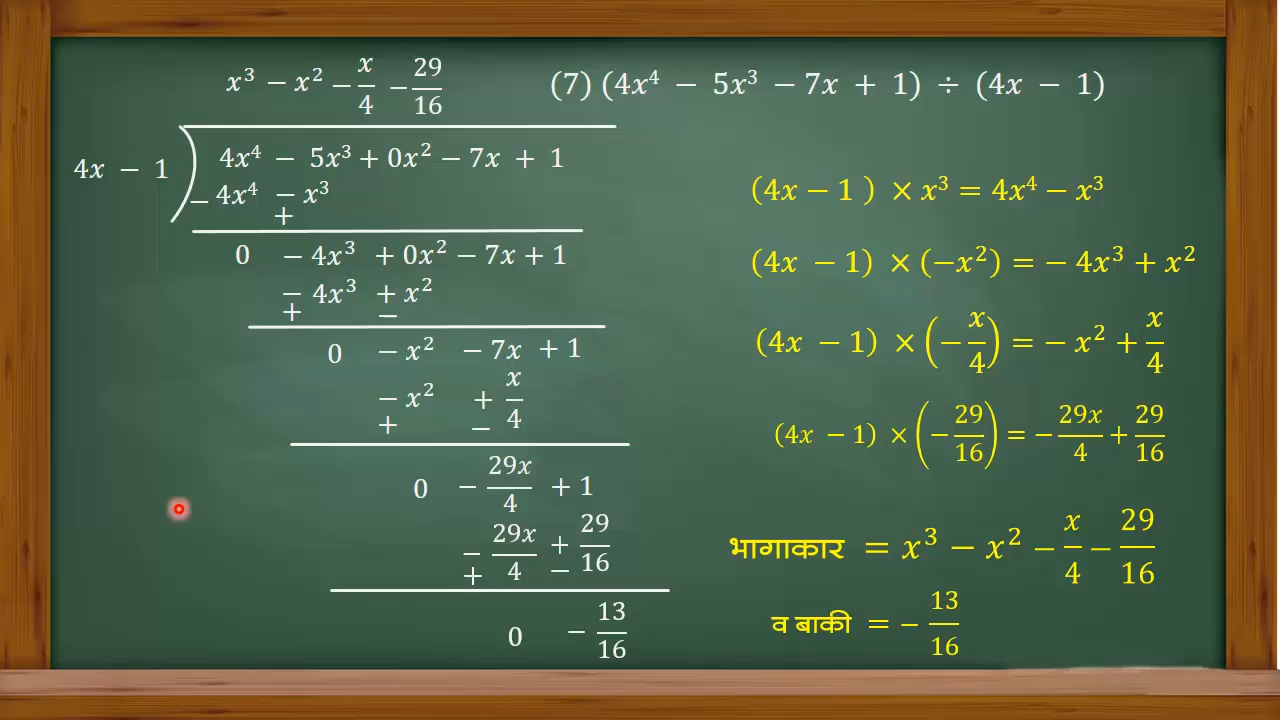 (7) (4x⁴ − 5x³ − 7x + 1) ÷ (4x − 1)
x³ − x² − x/4 − 29/16
4x − 1 ) 4x⁴ − 5x³ + 0x² − 7x + 1
− 4x⁴ − x³
+
0 − 4x³ + 0x² − 7x + 1
− 4x³ + x²
+ −
0 − x² − 7x + 1
− x² + x/4
+ −
0 − 29x/4 + 1
− 29x/4 + 29/16
+ −
0 − 13/16
(4x − 1 ) × x³ = 4x⁴ − x³
(4x − 1) × (−x²) = − 4x³ + x²
(4x − 1) × (− x/4) = − x² + x/4
(4x − 1) × (− 29/16) = − 29x/4 + 29/16
भागाकार = x³ − x² − x/4 − 29/16
व बाकी = − 13/16